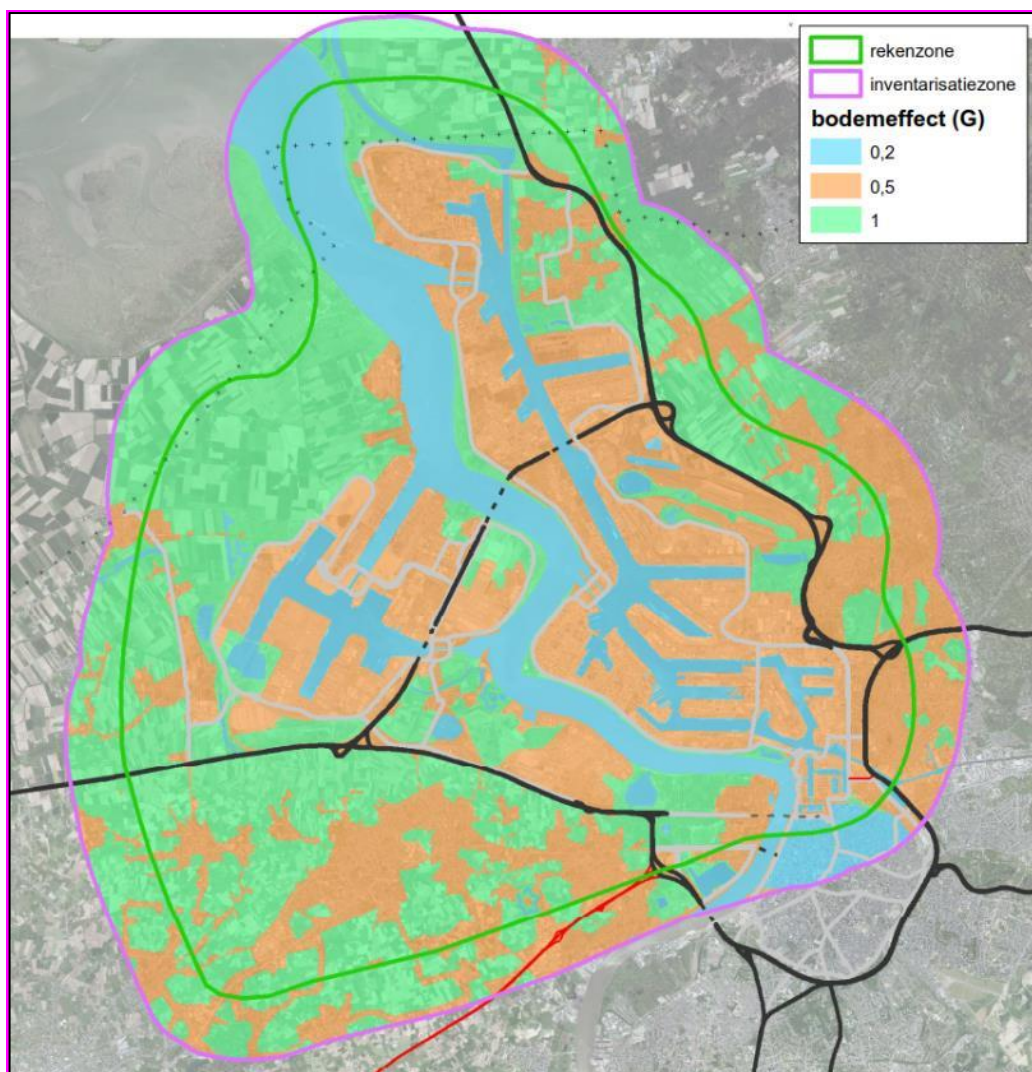 rekenzone
inventarisatiezone
bodemeffect (G)
0,2
0,5
1